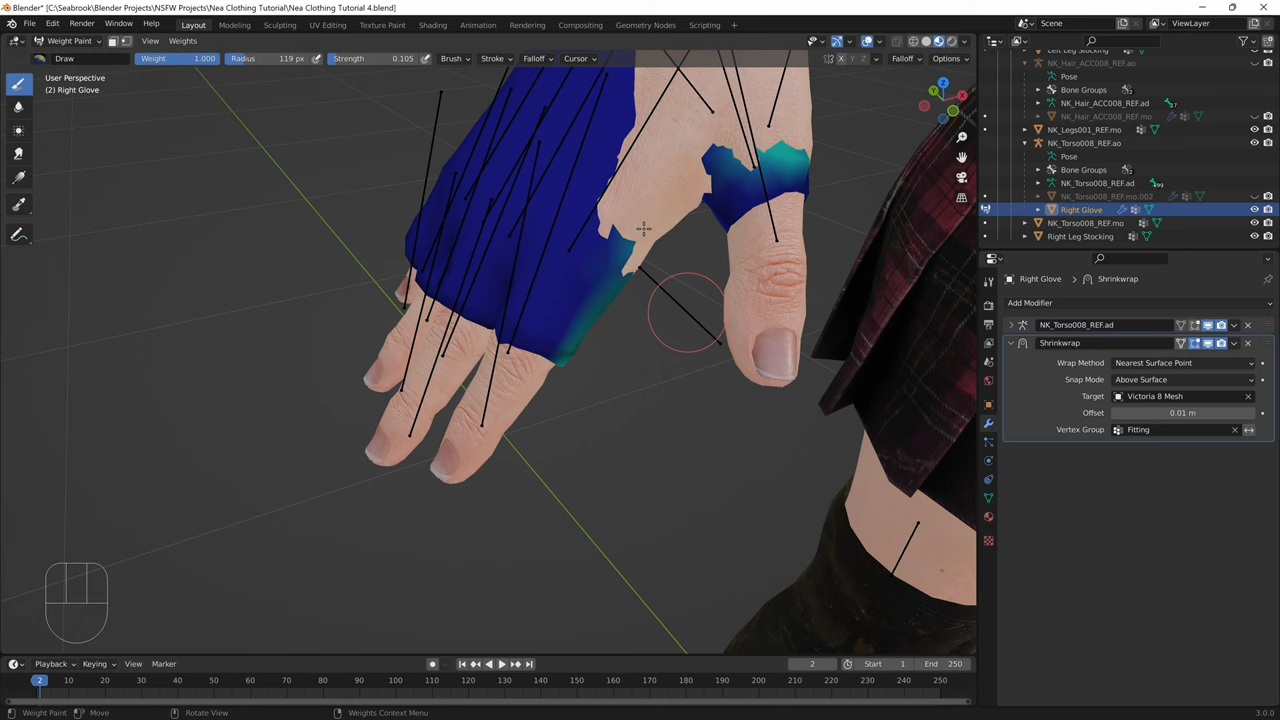 Blender* [C:\Seabrook\Blender Projects\NSFW Projects\Nea Clothing Tutorial\Nea Clothing Tutorial 4.blend]
File Edit Render Window Help Layout Modeling Sculpting UV Editing Texture Paint Shading Animation Rendering Compositing Geometry Nodes Scripting Scene ViewLayer
Weight Paint View Weights
Draw Weight 1.000 Radius 119 px Strength 0.105 Brush Stroke Falloff Cursor X Y Z Falloff Options
User Perspective
(2) Right Glove
Left Leg Stocking
NK_Hair_ACC008_REF.ao
Pose
Bone Groups
NK_Hair_ACC008_REF.ad
NK_Hair_ACC008_REF.mo
NK_Legs001_REF.mo
NK_Torso008_REF.ao
Pose
Bone Groups
NK_Torso008_REF.ad
NK_Torso008_REF.mo.002
Right Glove
NK_Torso008_REF.mo
Right Leg Stocking
Right Glove Shrinkwrap
Add Modifier
NK_Torso008_REF.ad
Shrinkwrap
Wrap Method Nearest Surface Point
Snap Mode Above Surface
Target Victoria 8 Mesh
Offset 0.01 m
Vertex Group Fitting
Playback Keying View Marker 2 Start 1 End 250
2 10 20 30 40 50 60 70 80 90 100 110 120 130 140 150 160 170 180 190 200 210 220 230 240 250
Weight Paint Move Rotate View Weights Context Menu 3.0.0